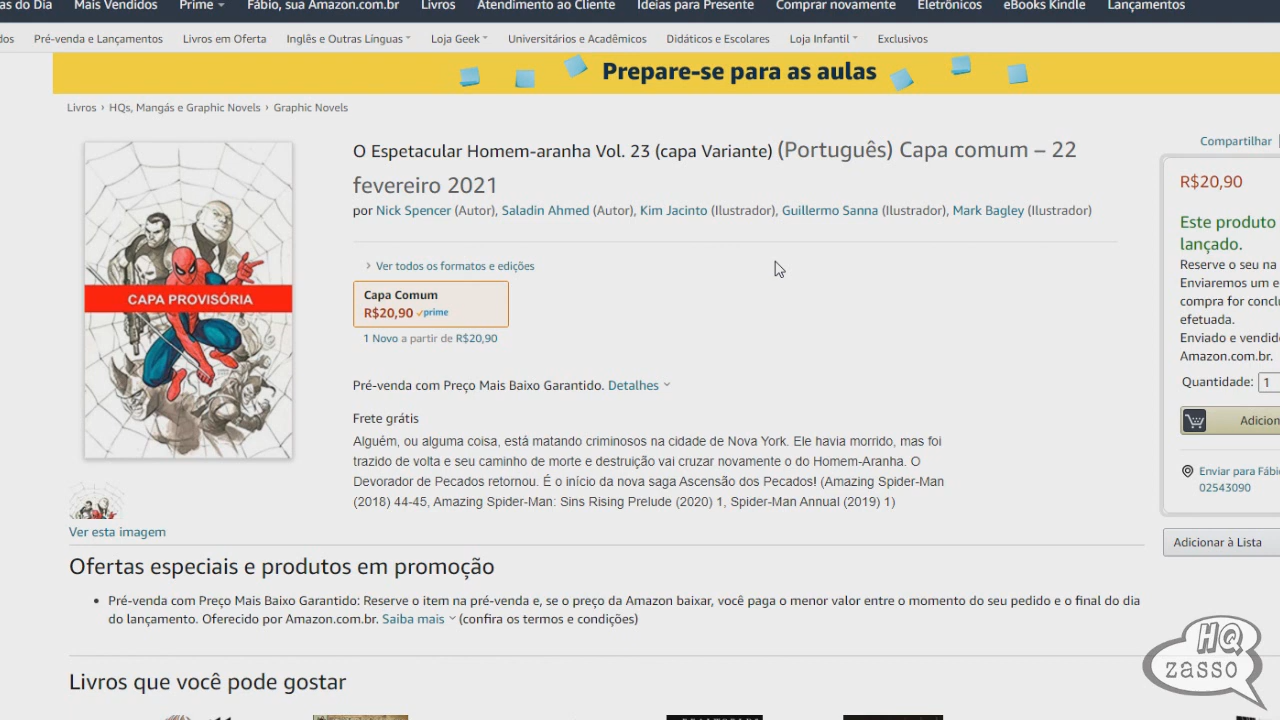 as do Dia Mais Vendidos Prime Fábio, sua Amazon.com.br Livros Atendimento ao Cliente Ideias para Presente Comprar novamente Eletrônicos eBooks Kindle Lançamentos
dos Pré-venda e Lançamentos Livros em Oferta Inglês e Outras Línguas Loja Geek Universitários e Acadêmicos Didáticos e Escolares Loja Infantil Exclusivos
Prepare-se para as aulas
Livros › HQs, Mangás e Graphic Novels › Graphic Novels
Compartilhar
O Espetacular Homem-aranha Vol. 23 (capa Variante) (Português) Capa comum – 22
fevereiro 2021
por Nick Spencer (Autor), Saladin Ahmed (Autor), Kim Jacinto (Ilustrador), Guillermo Sanna (Ilustrador), Mark Bagley (Ilustrador)
CAPA PROVISÓRIA
› Ver todos os formatos e edições
Capa Comum
R$20,90 prime
1 Novo a partir de R$20,90
Pré-venda com Preço Mais Baixo Garantido. Detalhes
Frete grátis
Alguém, ou alguma coisa, está matando criminosos na cidade de Nova York. Ele havia morrido, mas foi
trazido de volta e seu caminho de morte e destruição vai cruzar novamente o do Homem-Aranha. O
Devorador de Pecados retornou. É o início da nova saga Ascensão dos Pecados! (Amazing Spider-Man
(2018) 44-45, Amazing Spider-Man: Sins Rising Prelude (2020) 1, Spider-Man Annual (2019) 1)
Ver esta imagem
R$20,90
Este produto
lançado.
Reserve o seu na
Enviaremos um e
compra for conclu
efetuada.
Enviado e vendid
Amazon.com.br.
Quantidade: 1
Adicion
Enviar para Fábi
02543090
Adicionar à Lista
Ofertas especiais e produtos em promoção
• Pré-venda com Preço Mais Baixo Garantido: Reserve o item na pré-venda e, se o preço da Amazon baixar, você paga o menor valor entre o momento do seu pedido e o final do dia
do lançamento. Oferecido por Amazon.com.br. Saiba mais (confira os termos e condições)
Livros que você pode gostar
HQ
zasso